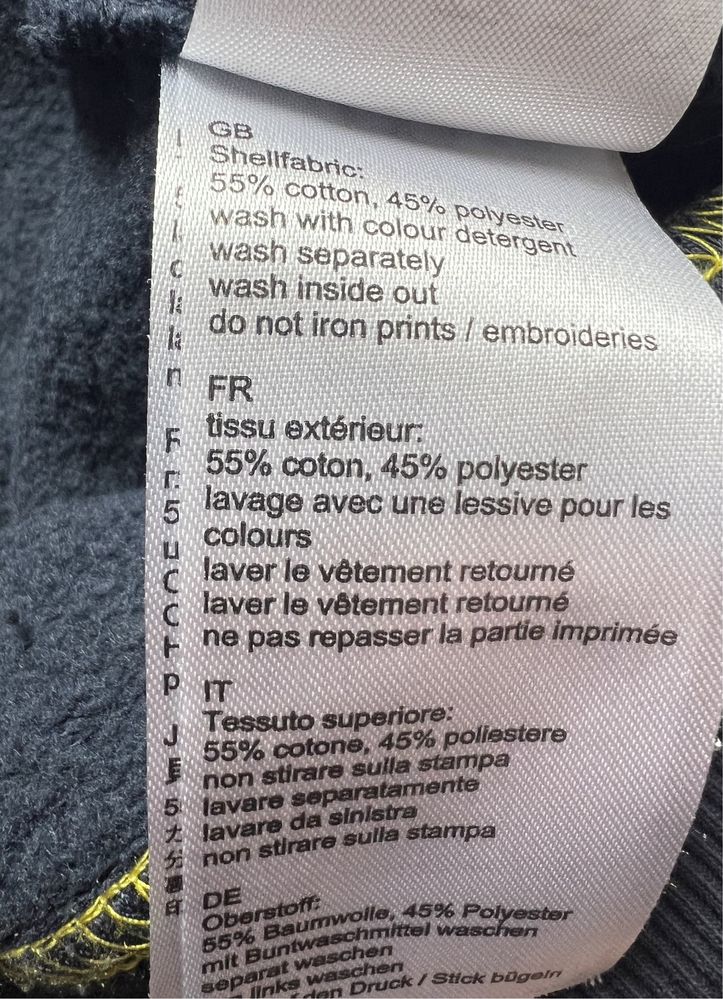 GB
Shellfabric:
55% cotton, 45% polyester
wash with colour detergent
wash separately
wash inside out
do not iron prints / embroideries
FR
tissu extérieur:
55% coton, 45% polyester
lavage avec une lessive pour les
colours
laver le vêtement retourné
laver le vêtement retourné
ne pas repasser la partie imprimée
IT
Tessuto superiore:
55% cotone, 45% poliestere
non stirare sulla stampa
lavare separatamente
lavare da sinistra
non stirare sulla stampa
DE
Oberstoff:
55% Baumwolle, 45% Polyester
mit Buntwaschmittel waschen
separat waschen
links waschen
den Druck / Stick bügeln